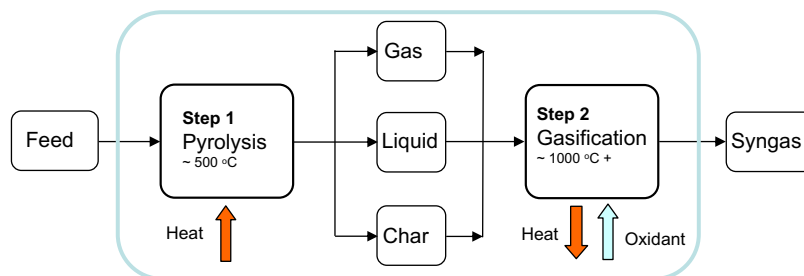 Feed
Step 1
Pyrolysis
~ 500 °C
Heat
Gas
Liquid
Char
Step 2
Gasification
~ 1000 °C +
Heat
Oxidant
Syngas